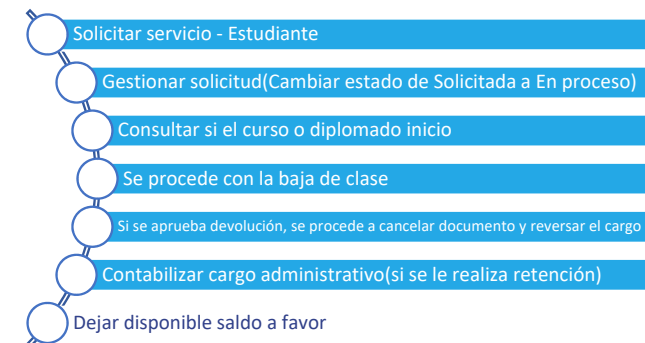 Solicitar servicio - Estudiante
Gestionar solicitud(Cambiar estado de Solicitada a En proceso)
Consultar si el curso o diplomado inicio
Se procede con la baja de clase
Si se aprueba devolución, se procede a cancelar documento y reversar el cargo
Contabilizar cargo administrativo(si se le realiza retención)
Dejar disponible saldo a favor